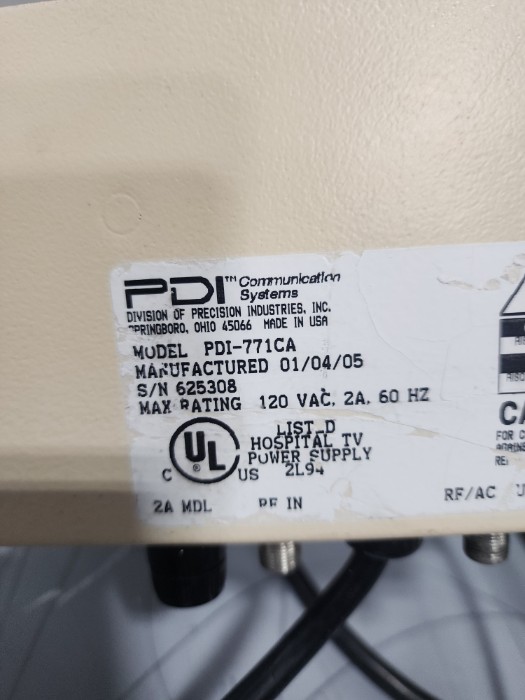 PDI™ Communication
Systems
DIVISION OF PRECISION INDUSTRIES, INC.
SPRINGBORO, OHIO 45066 MADE IN USA
MODEL PDI-771CA
MANUFACTURED 01/04/05
S/N 625308
MAX RATING 120 VAC, 2A, 60 HZ
C UL ® US
LISTED
HOSPITAL TV
POWER SUPPLY
2L94
2A MDL RF IN RF/AC
CA
FOR C